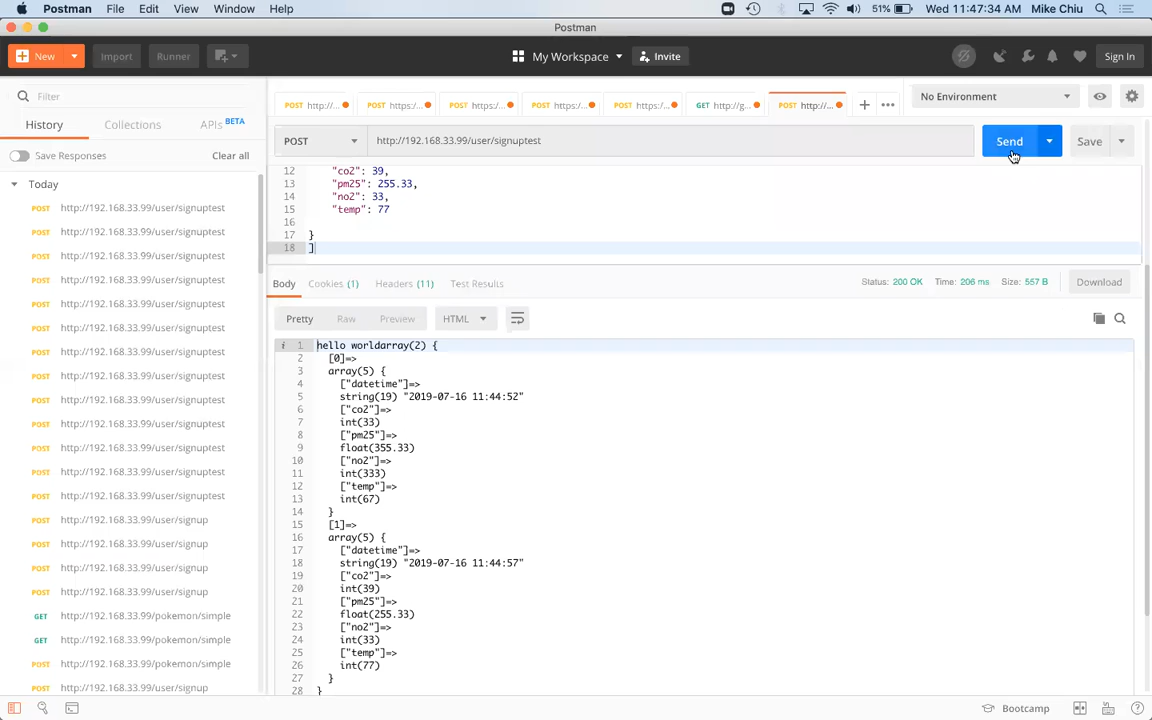 Postman File Edit View Window Help 51% Wed 11:47:34 AM Mike Chiu
Postman
New Import Runner My Workspace Invite Sign In
Filter
POST http://... POST https:/... POST https:/... POST https:/... POST https:/... GET http://g... POST http://... No Environment
History Collections APIs BETA
POST http://192.168.33.99/user/signuptest Send Save
Save Responses Clear all
Today
POST http://192.168.33.99/user/signuptest
POST http://192.168.33.99/user/signuptest
POST http://192.168.33.99/user/signuptest
POST http://192.168.33.99/user/signuptest
POST http://192.168.33.99/user/signuptest
POST http://192.168.33.99/user/signuptest
POST http://192.168.33.99/user/signuptest
POST http://192.168.33.99/user/signuptest
POST http://192.168.33.99/user/signuptest
POST http://192.168.33.99/user/signuptest
POST http://192.168.33.99/user/signuptest
POST http://192.168.33.99/user/signuptest
POST http://192.168.33.99/user/signuptest
POST http://192.168.33.99/user/signup
POST http://192.168.33.99/user/signup
POST http://192.168.33.99/user/signup
POST http://192.168.33.99/user/signup
GET http://192.168.33.99/pokemon/simple
GET http://192.168.33.99/pokemon/simple
POST http://192.168.33.99/pokemon/simple
POST http://192.168.33.99/user/signup
12 "co2": 39,
13 "pm25": 255.33,
14 "no2": 33,
15 "temp": 77
16
17 }
18 ]
Body Cookies (1) Headers (11) Test Results Status: 200 OK Time: 206 ms Size: 557 B Download
Pretty Raw Preview HTML
i 1 hello worldarray(2) {
2 [0]=>
3 array(5) {
4 ["datetime"]=>
5 string(19) "2019-07-16 11:44:52"
6 ["co2"]=>
7 int(33)
8 ["pm25"]=>
9 float(355.33)
10 ["no2"]=>
11 int(333)
12 ["temp"]=>
13 int(67)
14 }
15 [1]=>
16 array(5) {
17 ["datetime"]=>
18 string(19) "2019-07-16 11:44:57"
19 ["co2"]=>
20 int(39)
21 ["pm25"]=>
22 float(255.33)
23 ["no2"]=>
24 int(33)
25 ["temp"]=>
26 int(77)
27 }
28 }
Bootcamp